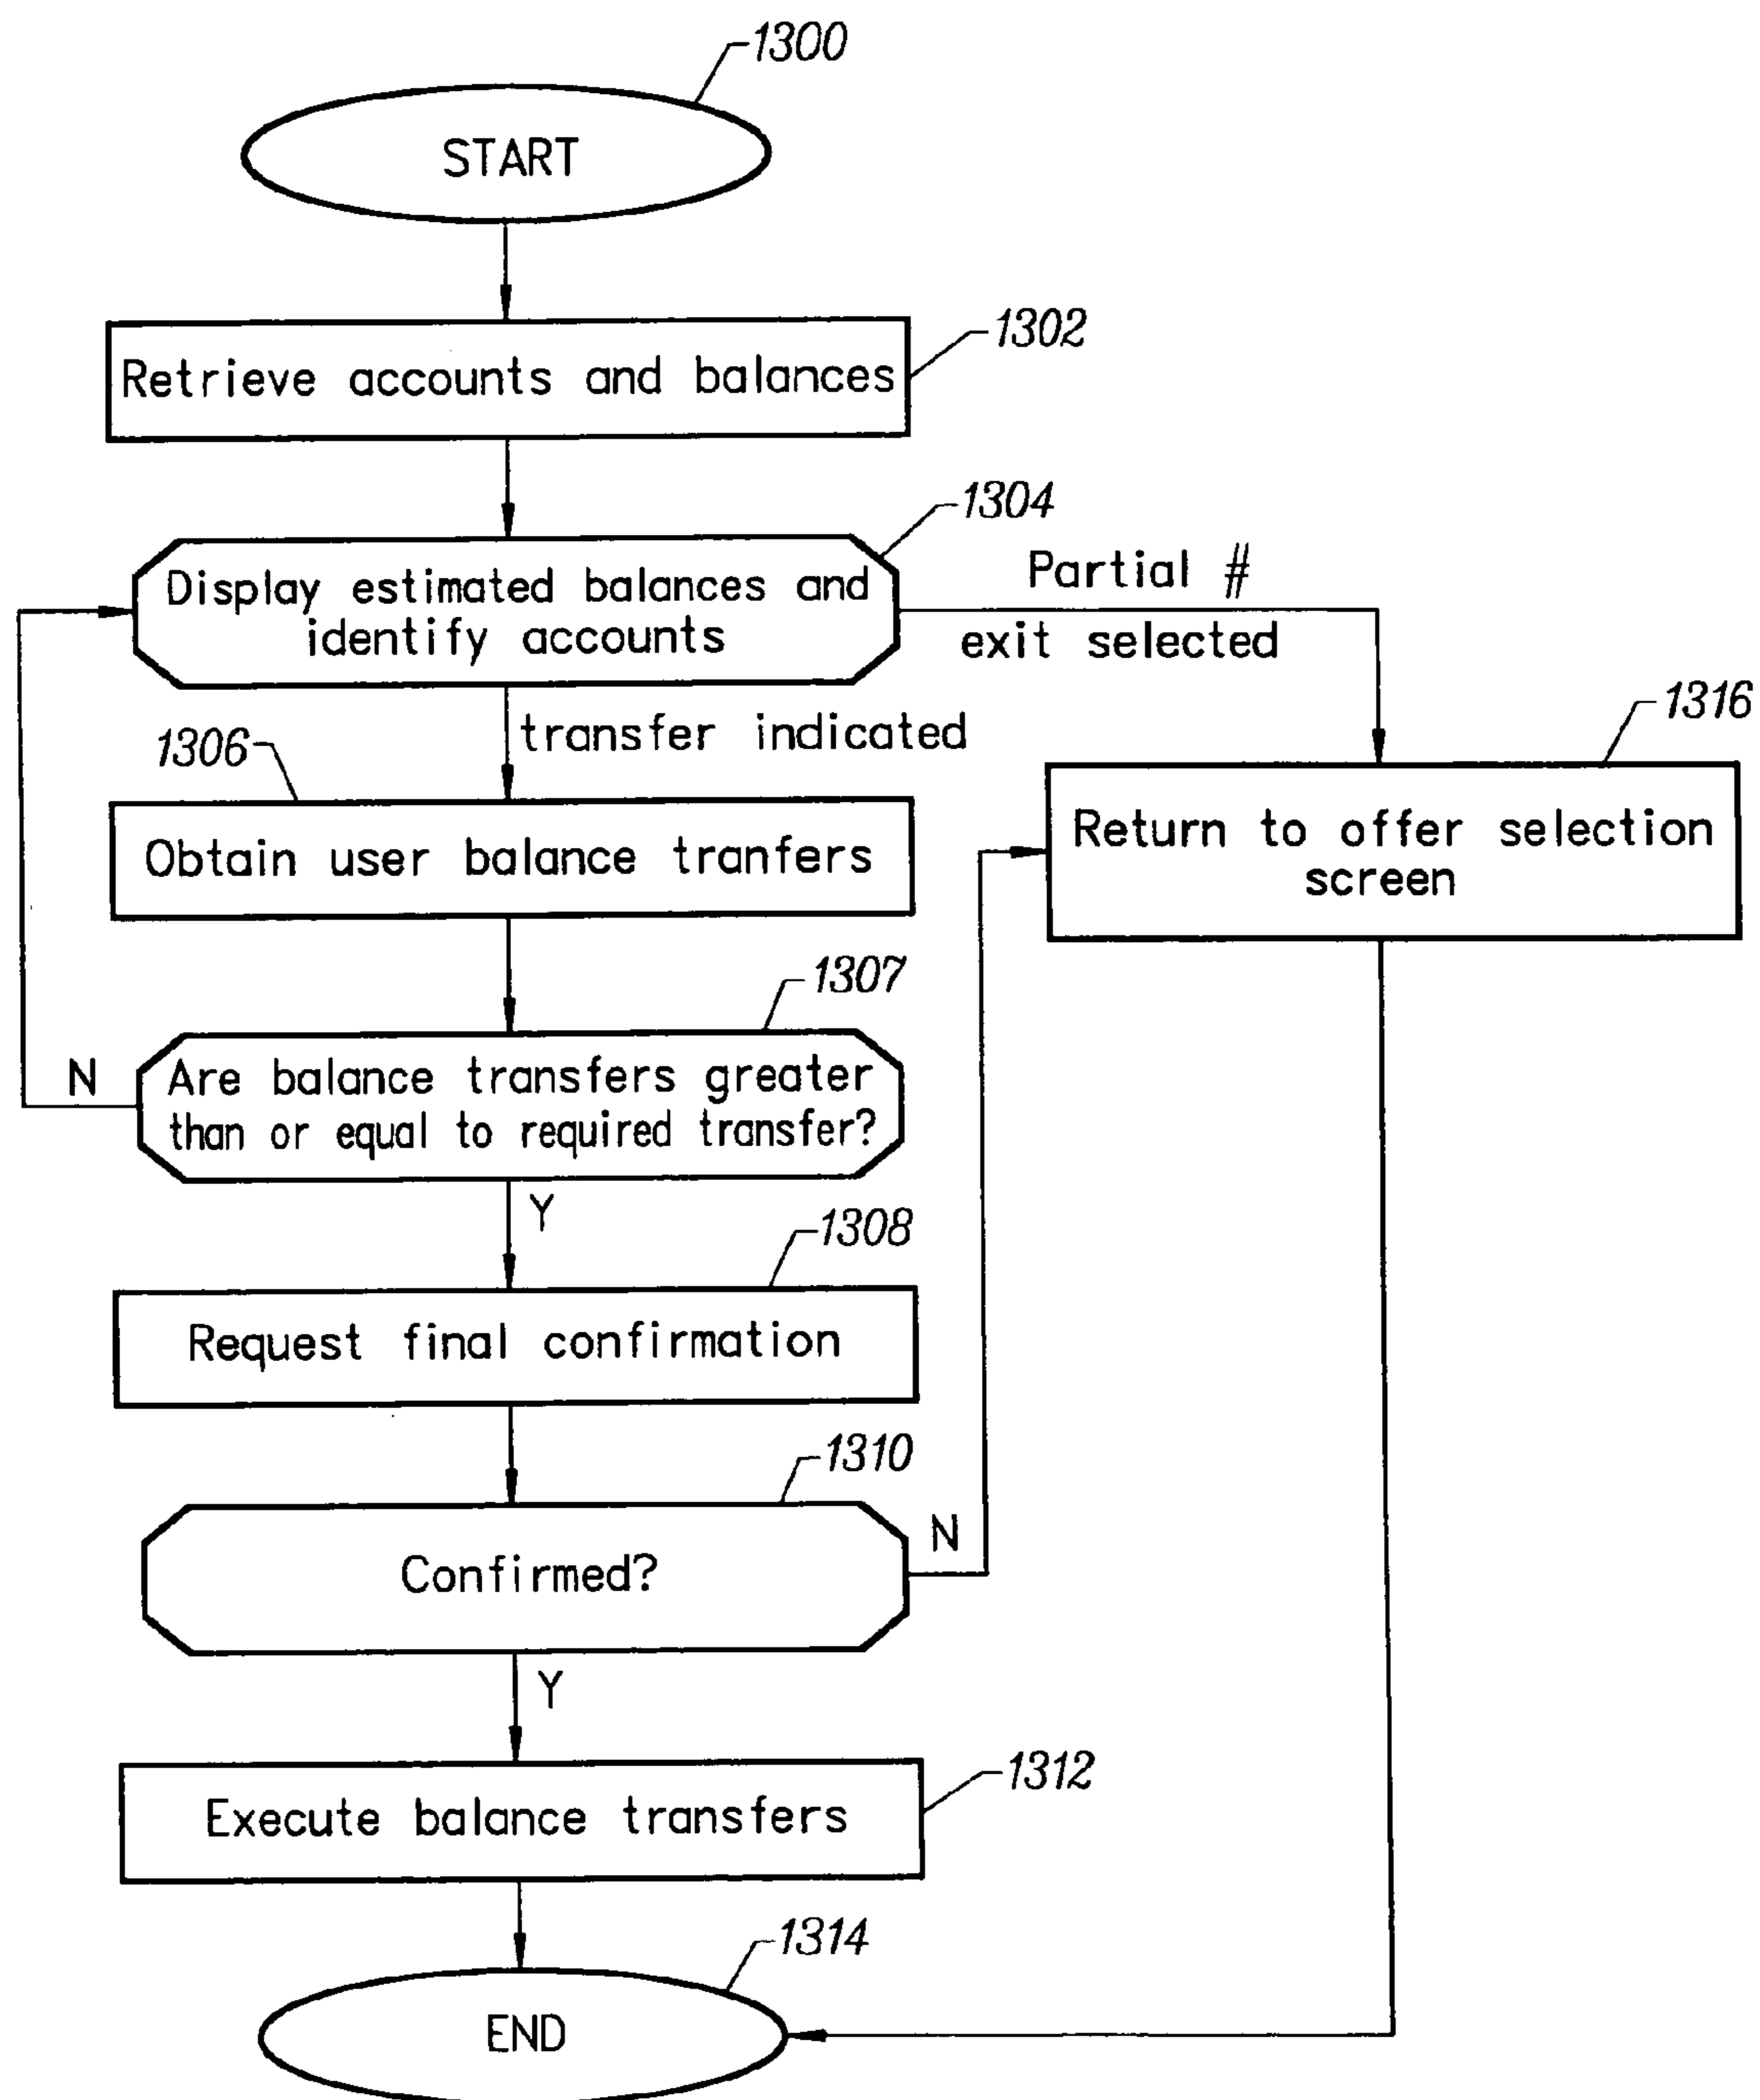 1300
START
1302
Retrieve accounts and balances
1304
Display estimated balances and
identify accounts
Partial #
exit selected
transfer indicated
1306
1316
Obtain user balance tranfers
Return to offer selection
screen
1307
N
Are balance transfers greater
than or equal to required transfer?
Y
1308
Request final confirmation
1310
Confirmed?
N
Y
1312
Execute balance transfers
1314
END